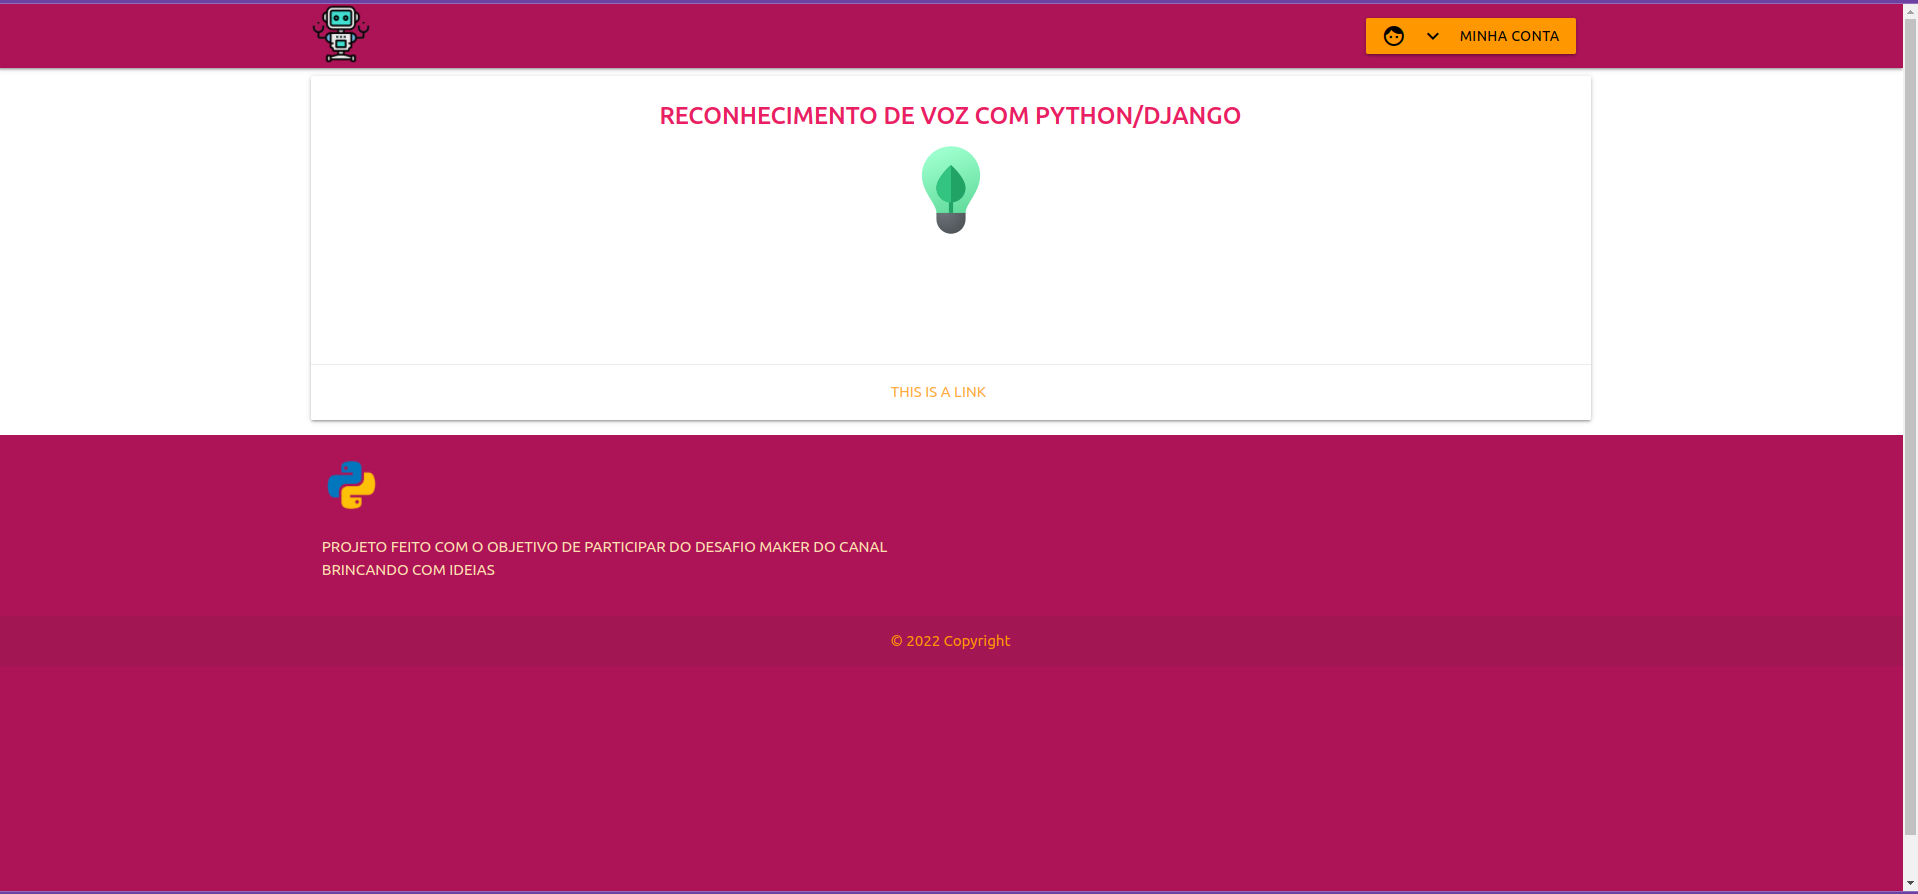 MINHA CONTA
RECONHECIMENTO DE VOZ COM PYTHON/DJANGO
THIS IS A LINK
PROJETO FEITO COM O OBJETIVO DE PARTICIPAR DO DESAFIO MAKER DO CANAL
BRINCANDO COM IDEIAS
© 2022 Copyright